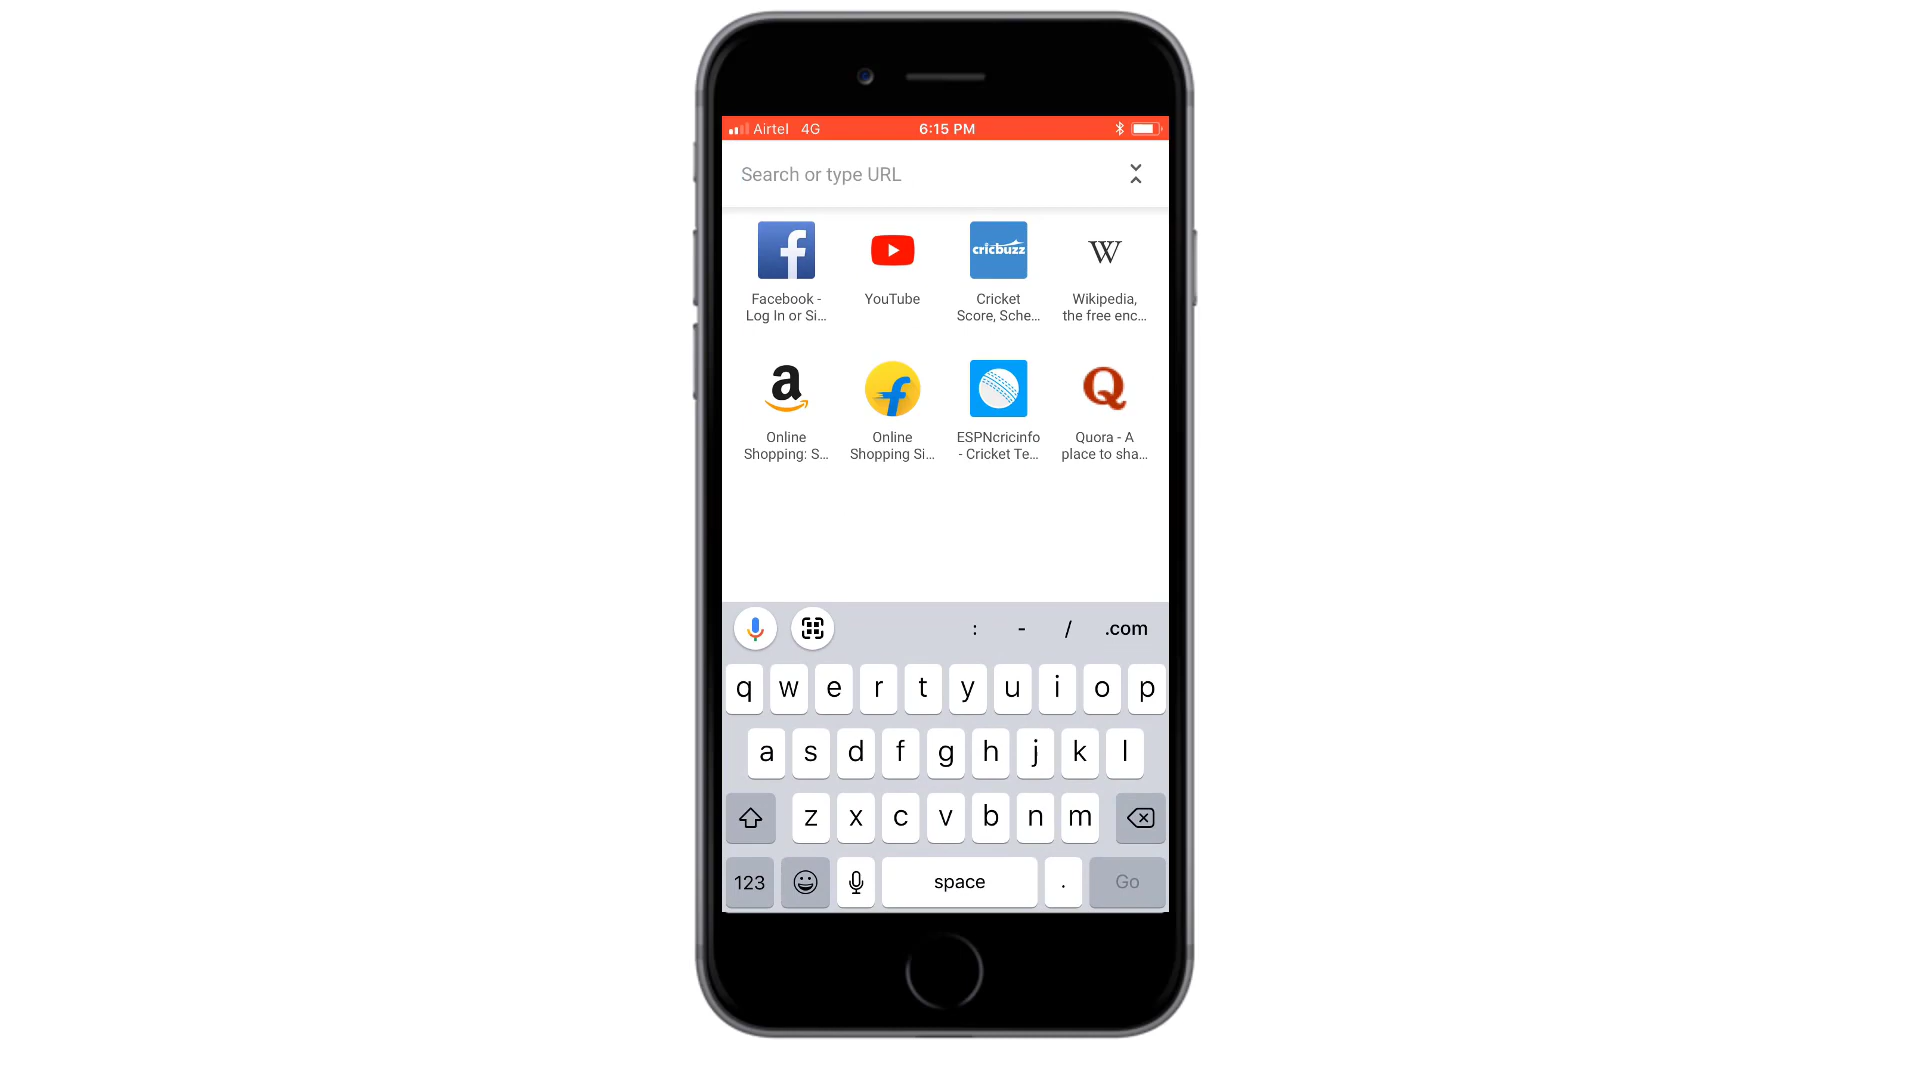 Airtel 4G 6:15 PM
Search or type URL
cricbuzz
W
Facebook -
Log In or Si...
YouTube
Cricket
Score, Sche...
Wikipedia,
the free enc...
a
f
Q
Online
Shopping: S...
Online
Shopping Si...
ESPNcricinfo
- Cricket Te...
Quora - A
place to sha...
: - / .com
q w e r t y u i o p
a s d f g h j k l
z x c v b n m
123 space . Go